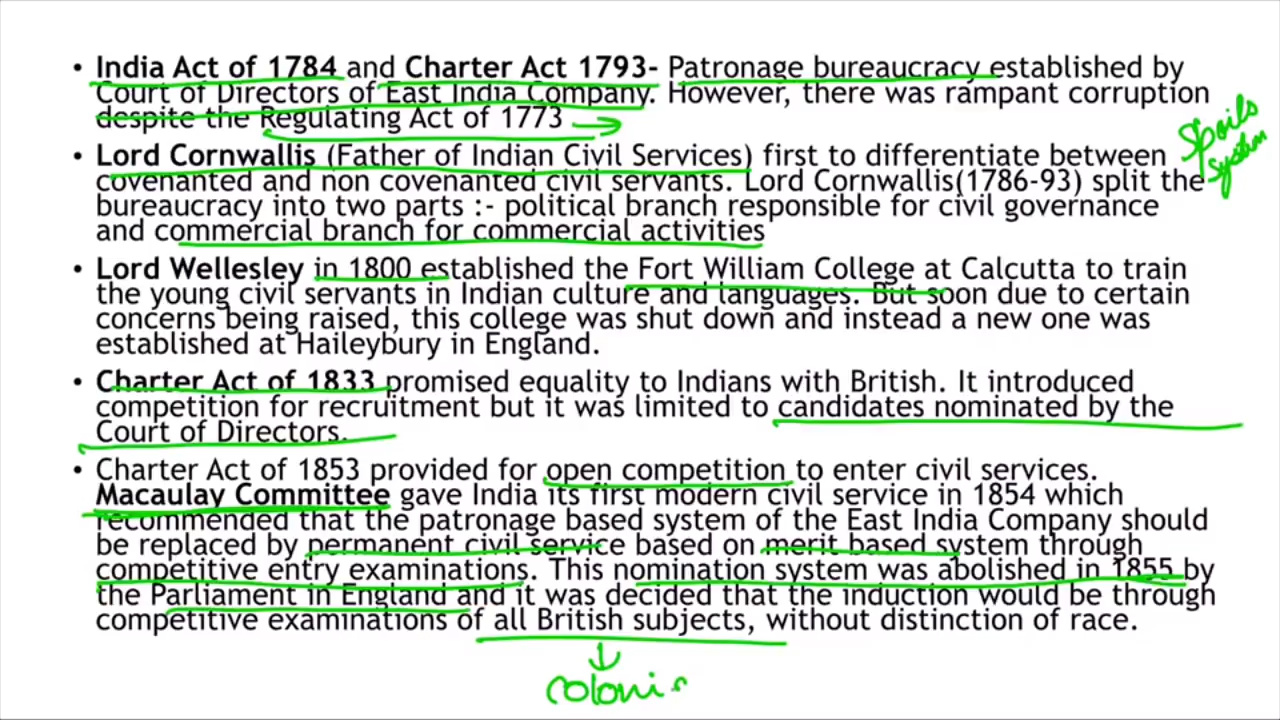 • India Act of 1784 and Charter Act 1793- Patronage bureaucracy established by
Court of Directors of East India Company. However, there was rampant corruption
despite the Regulating Act of 1773
Spoils
system
• Lord Cornwallis (Father of Indian Civil Services) first to differentiate between
covenanted and non covenanted civil servants. Lord Cornwallis(1786-93) split the
bureaucracy into two parts :- political branch responsible for civil governance
and commercial branch for commercial activities
• Lord Wellesley in 1800 established the Fort William College at Calcutta to train
the young civil servants in Indian culture and languages. But soon due to certain
concerns being raised, this college was shut down and instead a new one was
established at Haileybury in England.
• Charter Act of 1833 promised equality to Indians with British. It introduced
competition for recruitment but it was limited to candidates nominated by the
Court of Directors.
• Charter Act of 1853 provided for open competition to enter civil services.
Macaulay Committee gave India its first modern civil service in 1854 which
recommended that the patronage based system of the East India Company should
be replaced by permanent civil service based on merit based system through
competitive entry examinations. This nomination system was abolished in 1855 by
the Parliament in England and it was decided that the induction would be through
competitive examinations of all British subjects, without distinction of race.